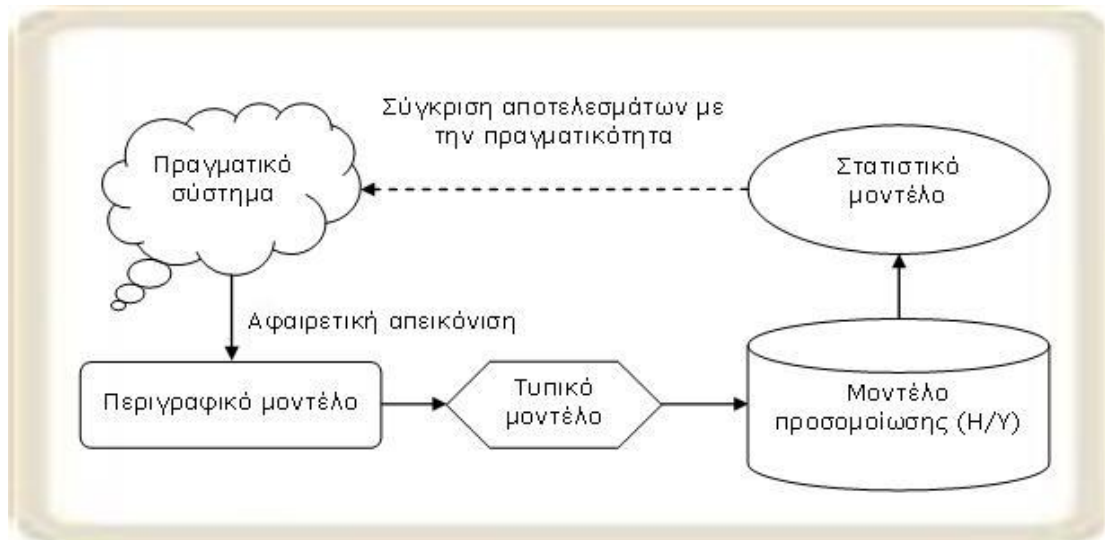 Σύγκριση αποτελεσμάτων με
την πραγματικότητα
Πραγματικό
σύστημα
Στατιστικό
μοντέλο
Αφαιρετική απεικόνιση
Περιγραφικό μοντέλο
Τυπικό
μοντέλο
Μοντέλο
προσομοίωσης (Η/Υ)